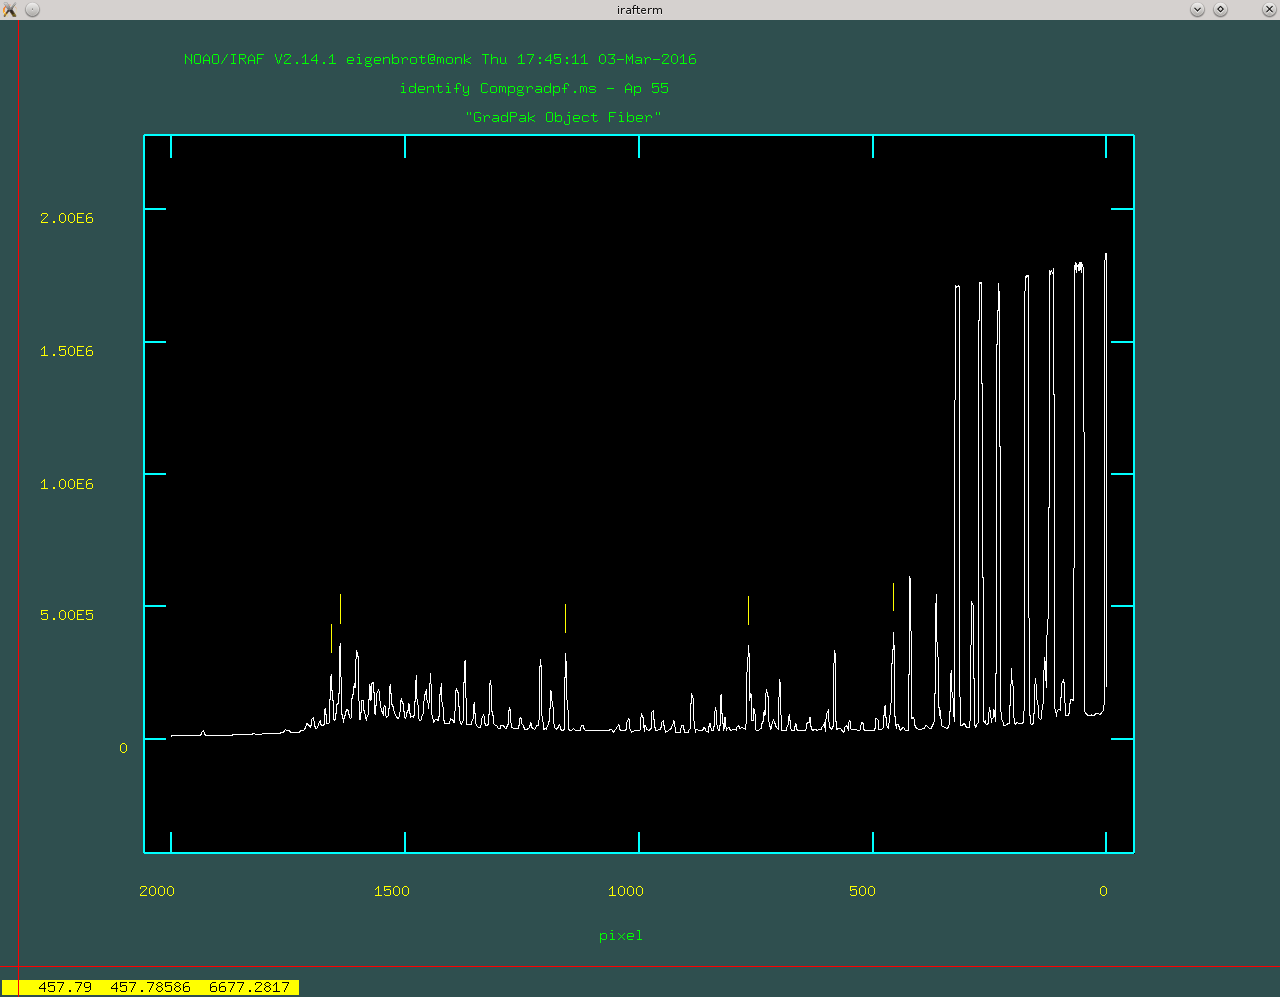 irafterm
NOAO/IRAF V2.14.1 eigenbrot@monk Thu 17:45:11 03-Mar-2016
identify Compgradpf.ms - Ap 55
"GradPak Object Fiber"
2.00E6
1.50E6
1.00E6
5.00E5
0
2000 1500 1000 500 0
pixel
457.79 457.78586 6677.2817